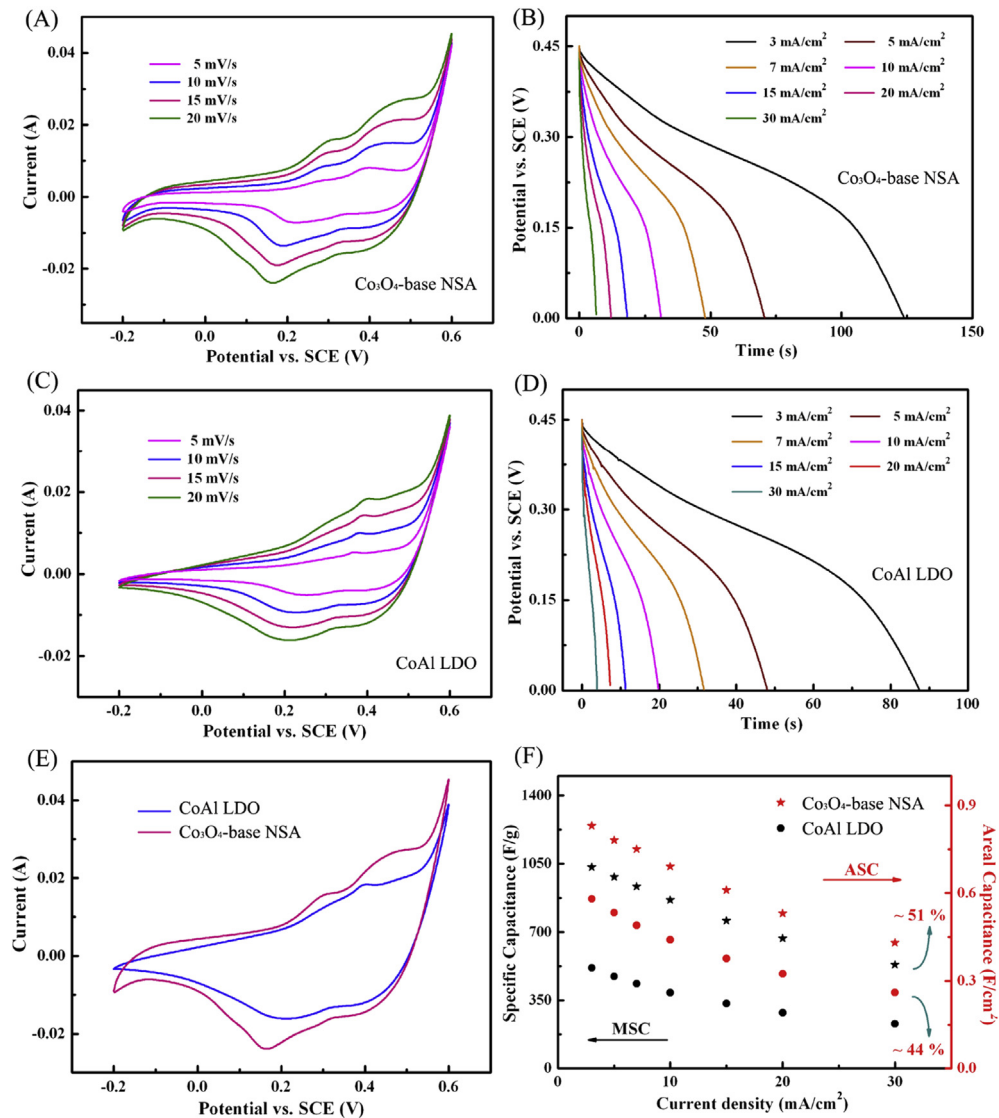 (A)
0.04
0.02
0.00
-0.02
Current (A)
5 mV/s
10 mV/s
15 mV/s
20 mV/s
Co₃O₄-base NSA
-0.2 0.0 0.2 0.4 0.6
Potential vs. SCE (V)
(B)
0.45
0.30
0.15
0.00
Potential vs. SCE (V)
3 mA/cm² 5 mA/cm²
7 mA/cm² 10 mA/cm²
15 mA/cm² 20 mA/cm²
30 mA/cm²
Co₃O₄-base NSA
0 50 100 150
Time (s)
(C)
0.04
0.02
0.00
-0.02
Current (A)
5 mV/s
10 mV/s
15 mV/s
20 mV/s
CoAl LDO
-0.2 0.0 0.2 0.4 0.6
Potential vs. SCE (V)
(D)
0.45
0.30
0.15
0.00
Potential vs. SCE (V)
3 mA/cm² 5 mA/cm²
7 mA/cm² 10 mA/cm²
15 mA/cm² 20 mA/cm²
30 mA/cm²
CoAl LDO
0 20 40 60 80 100
Time (s)
(E)
0.04
0.02
0.00
-0.02
Current (A)
CoAl LDO
Co₃O₄-base NSA
-0.2 0.0 0.2 0.4 0.6
Potential vs. SCE (V)
(F)
1400
1050
700
350
0
Specific Capacitance (F/g)
Co₃O₄-base NSA
CoAl LDO
ASC
~ 51 %
MSC
~ 44 %
0.9
0.6
0.3
0.0
Areal Capacitance (F/cm²)
0 10 20 30
Current density (mA/cm²)